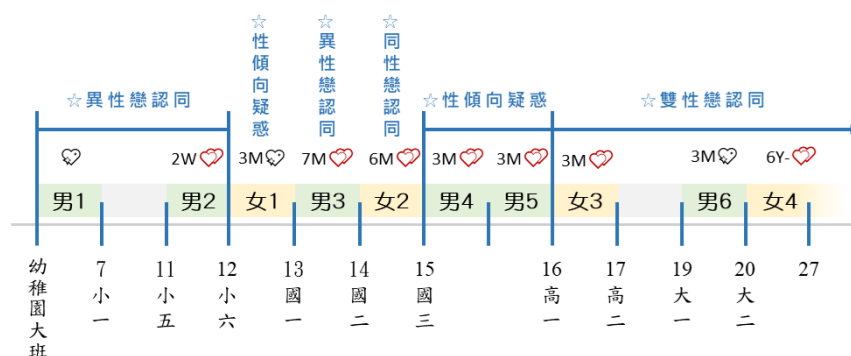 ☆性傾向疑惑
☆異性戀認同
☆同性戀認同
☆異性戀認同
☆性傾向疑惑
☆雙性戀認同
2W
3M
7M
6M
3M
3M
3M
3M
6Y-
男1
男2
女1
男3
女2
男4
男5
女3
男6
女4
幼稚園大班
7
小一
11
小五
12
小六
13
國一
14
國二
15
國三
16
高一
17
高二
19
大一
20
大二
27